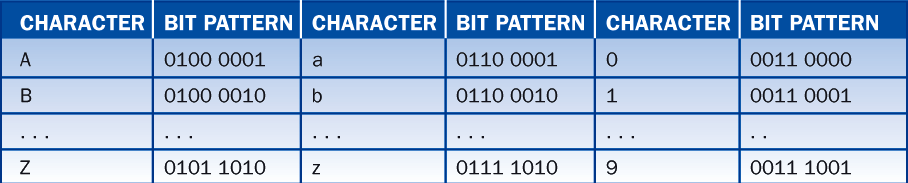 CHARACTER BIT PATTERN CHARACTER BIT PATTERN CHARACTER BIT PATTERN
A 0100 0001 a 0110 0001 0 0011 0000
B 0100 0010 b 0110 0010 1 0011 0001
. . . . . . . . . . . . . . . . .
Z 0101 1010 z 0111 1010 9 0011 1001